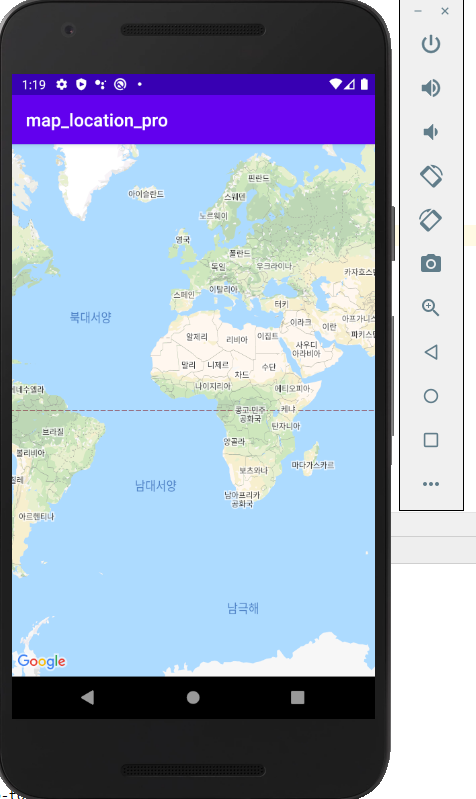 1:19
map_location_pro
아이슬란드
핀란드
스웨덴
노르웨이
영국
폴란드
독일
우크라이나
카자흐스탄
스페인
이탈리아
터키
북대서양
알제리
리비아
이집트
이라크
이란
아프가니스
파키스탄
사우디
아라비아
말리
니제르
차드
수단
나이지리아
에티오피아
네수엘라
콩고 민주
공화국
케냐
탄자니아
브라질
볼리비아
앙골라
보츠와나
마다가스카르
칠레
남대서양
남아프리카
공화국
아르헨티나
남극해
Google